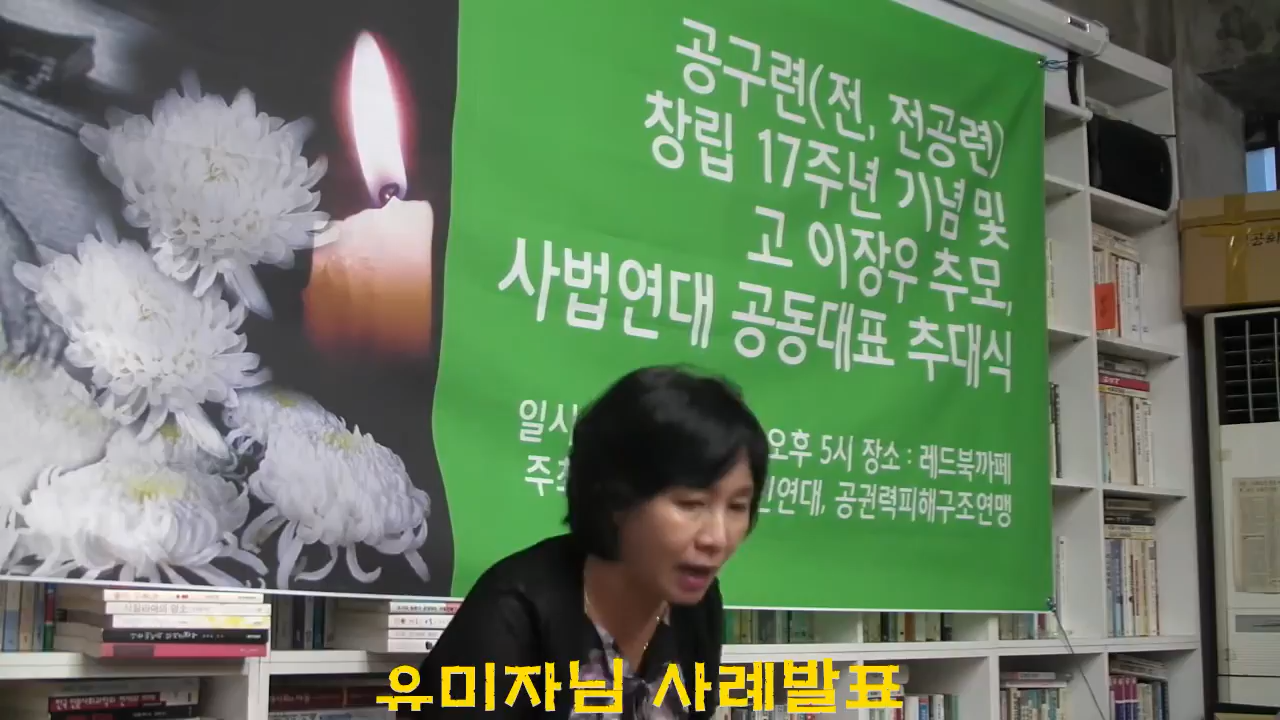 공구련(전, 전공련)
창립 17주년 기념 및
고 이장우 추모,
사법연대 공동대표 추대식
일시 오후 5시 장소 : 레드북까페
연대, 공권력피해구조연맹
유미자님 사례발표